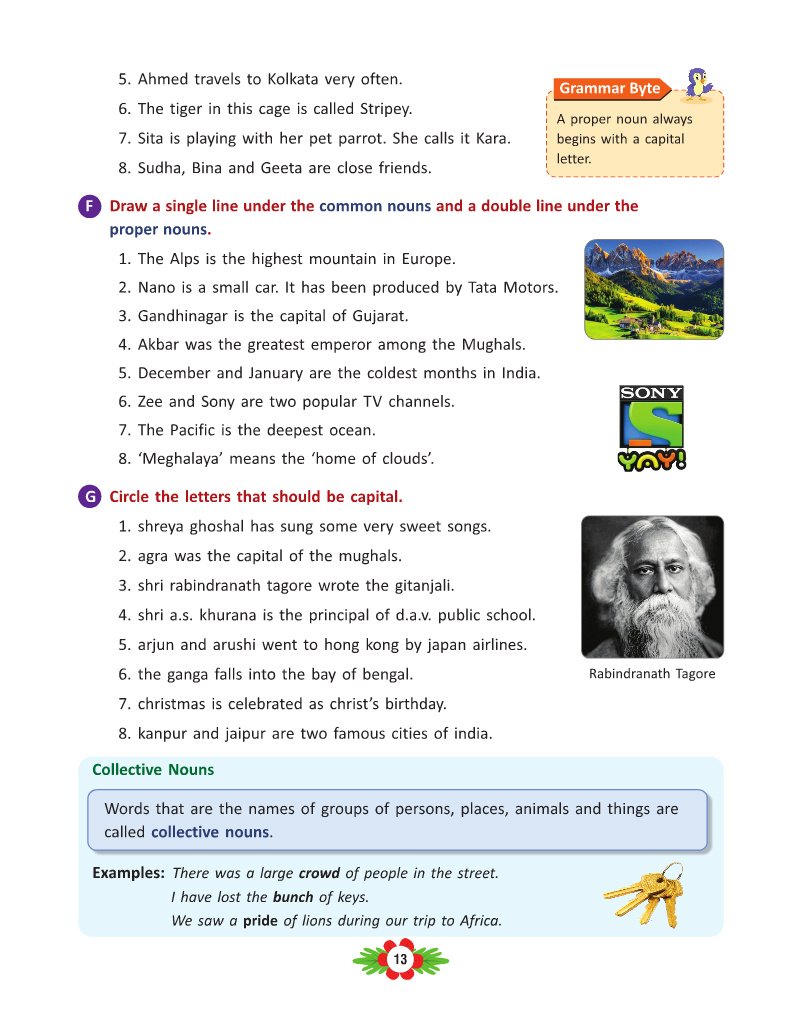 5. Ahmed travels to Kolkata very often.
6. The tiger in this cage is called Stripey.
7. Sita is playing with her pet parrot. She calls it Kara.
8. Sudha, Bina and Geeta are close friends.
Grammar Byte
A proper noun always
begins with a capital
letter.
F Draw a single line under the common nouns and a double line under the
proper nouns.
1. The Alps is the highest mountain in Europe.
2. Nano is a small car. It has been produced by Tata Motors.
3. Gandhinagar is the capital of Gujarat.
4. Akbar was the greatest emperor among the Mughals.
5. December and January are the coldest months in India.
6. Zee and Sony are two popular TV channels.
7. The Pacific is the deepest ocean.
8. ‘Meghalaya’ means the ‘home of clouds’.
SONY
S
YAY!
G Circle the letters that should be capital.
1. shreya ghoshal has sung some very sweet songs.
2. agra was the capital of the mughals.
3. shri rabindranath tagore wrote the gitanjali.
4. shri a.s. khurana is the principal of d.a.v. public school.
5. arjun and arushi went to hong kong by japan airlines.
6. the ganga falls into the bay of bengal.
7. christmas is celebrated as christ’s birthday.
8. kanpur and jaipur are two famous cities of india.
Rabindranath Tagore
Collective Nouns
Words that are the names of groups of persons, places, animals and things are
called collective nouns.
Examples: There was a large crowd of people in the street.
I have lost the bunch of keys.
We saw a pride of lions during our trip to Africa.
13